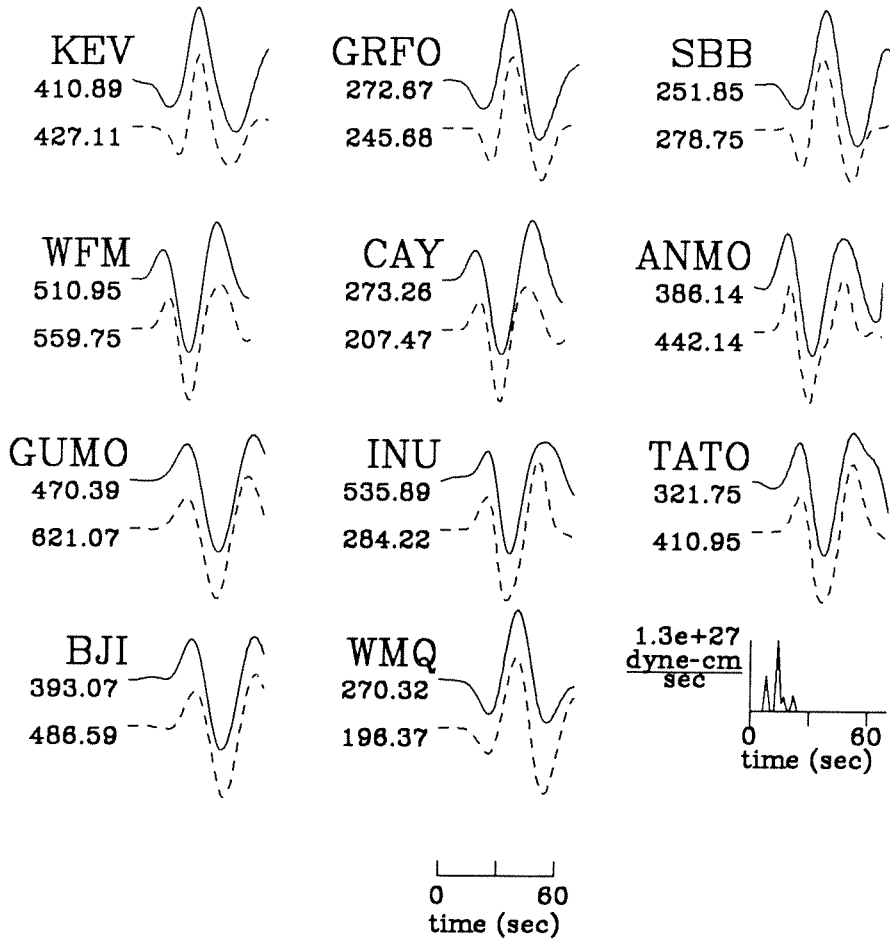 KEV
410.89
427.11
GRFO
272.67
245.68
SBB
251.85
278.75
WFM
510.95
559.75
CAY
273.26
207.47
ANMO
386.14
442.14
GUMO
470.39
621.07
INU
535.89
284.22
TATO
321.75
410.95
BJI
393.07
486.59
WMQ
270.32
196.37
1.3e+27
dyne-cm
sec
0 60
time (sec)
0 60
time (sec)